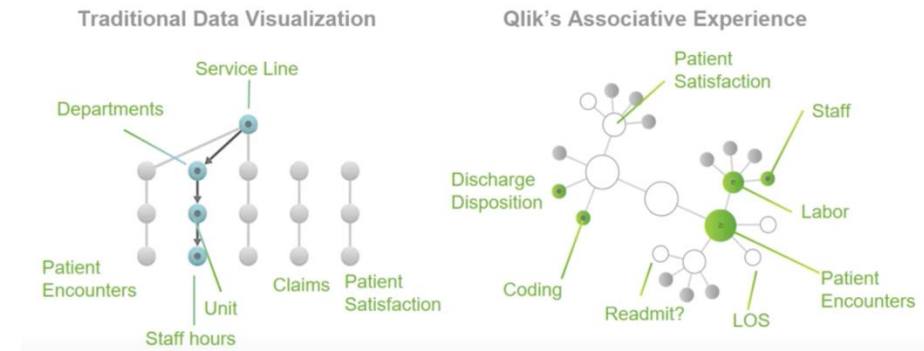 Traditional Data Visualization
Service Line
Departments
Patient
Encounters
Unit
Staff hours
Claims
Patient
Satisfaction
Qlik's Associative Experience
Patient
Satisfaction
Staff
Discharge
Disposition
Labor
Coding
Readmit?
LOS
Patient
Encounters